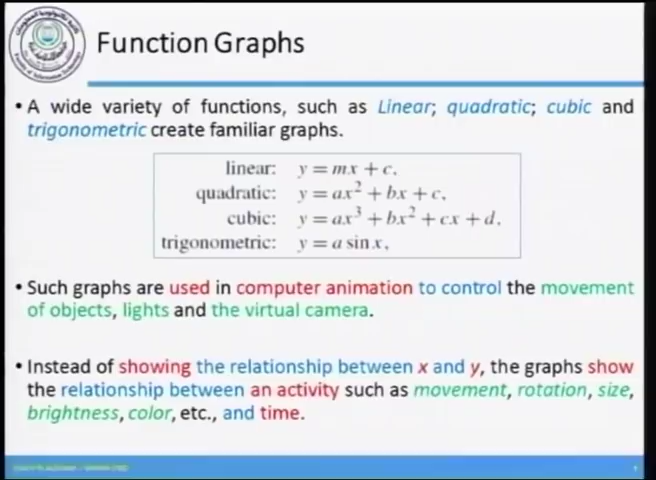 Function Graphs
• A wide variety of functions, such as Linear; quadratic; cubic and
trigonometric create familiar graphs.
linear: y = mx + c.
quadratic: y = ax² + bx + c,
cubic: y = ax³ + bx² + cx + d.
trigonometric: y = a sin x,
• Such graphs are used in computer animation to control the movement
of objects, lights and the virtual camera.
• Instead of showing the relationship between x and y, the graphs show
the relationship between an activity such as movement, rotation, size,
brightness, color, etc., and time.